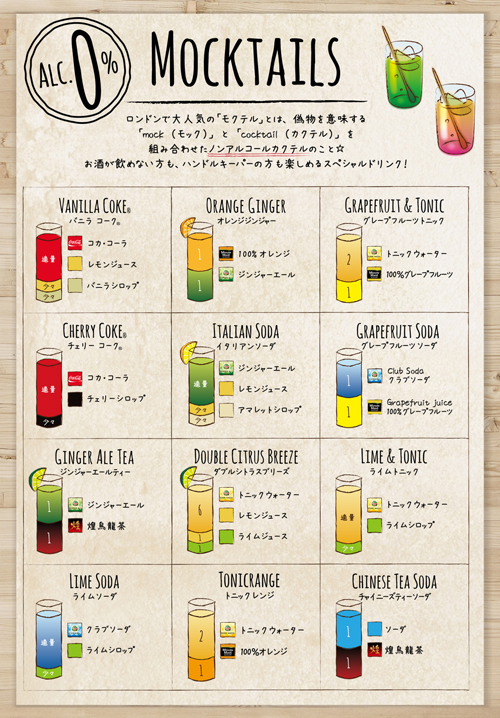 ALC. 0%
MOCKTAILS
ロンドンで大人気の「モクテル」とは、偽物を意味する
「mock (モック)」と「cocktail (カクテル)」を
組み合わせたノンアルコールカクテルのこと☆
お酒が飲めない方も、ハンドルキーパーの方も楽しめるスペシャルドリンク!
VANILLA COKE®
バニラ コーク®
適量
少々
少々
コカ・コーラ
レモンジュース
バニラシロップ
ORANGE GINGER
オレンジジンジャー
1
1
100% オレンジ
ジンジャーエール
GRAPEFRUIT & TONIC
グレープフルーツトニック
2
1
トニックウォーター
100%グレープフルーツ
CHERRY COKE®
チェリー コーク®
適量
少々
コカ・コーラ
チェリーシロップ
ITALIAN SODA
イタリアンソーダ
適量
少々
少々
ジンジャーエール
レモンジュース
アマレットシロップ
GRAPEFRUIT SODA
グレープフルーツ ソーダ
1
1
Club Soda
クラブソーダ
Grapefruit juice
100%グレープフルーツ
GINGER ALE TEA
ジンジャーエールティー
1
1
ジンジャーエール
煌 煌烏龍茶
DOUBLE CITRUS BREEZE
ダブルシトラスブリーズ
6
1
1
トニックウォーター
レモンジュース
ライムジュース
LIME & TONIC
ライムトニック
適量
少々
トニックウォーター
ライムシロップ
LIME SODA
ライムソーダ
適量
少々
クラブソーダ
ライムシロップ
TONICRANGE
トニックレンジ
2
1
トニックウォーター
100%オレンジ
CHINESE TEA SODA
チャイニーズティーソーダ
1
1
ソーダ
煌 煌烏龍茶